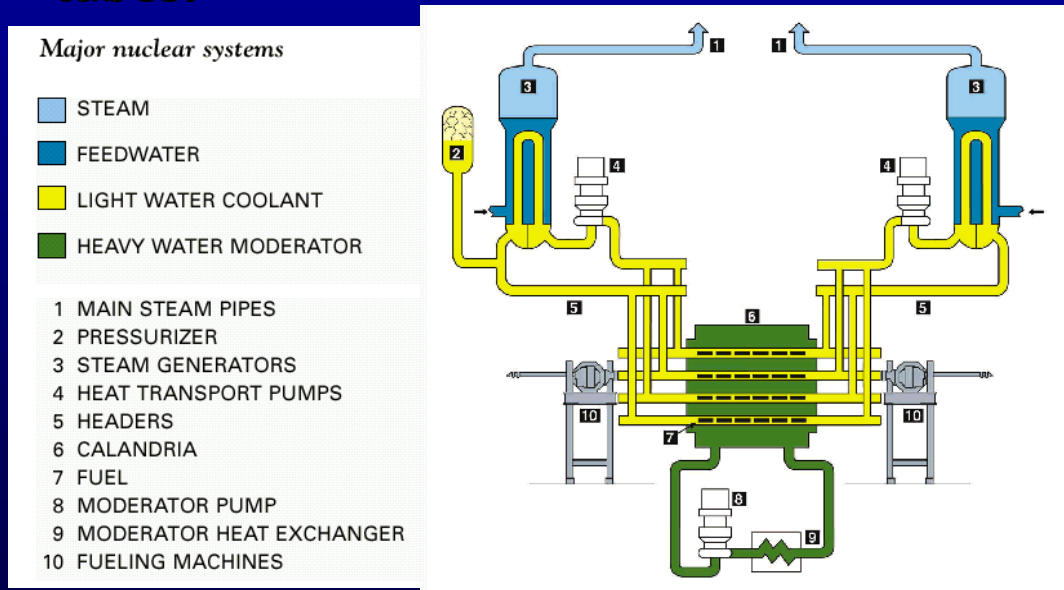 Major nuclear systems
STEAM
FEEDWATER
LIGHT WATER COOLANT
HEAVY WATER MODERATOR
1 MAIN STEAM PIPES
2 PRESSURIZER
3 STEAM GENERATORS
4 HEAT TRANSPORT PUMPS
5 HEADERS
6 CALANDRIA
7 FUEL
8 MODERATOR PUMP
9 MODERATOR HEAT EXCHANGER
10 FUELING MACHINES
1 1
3 3
2
4 4
5 5
6
10 10
7
8
9